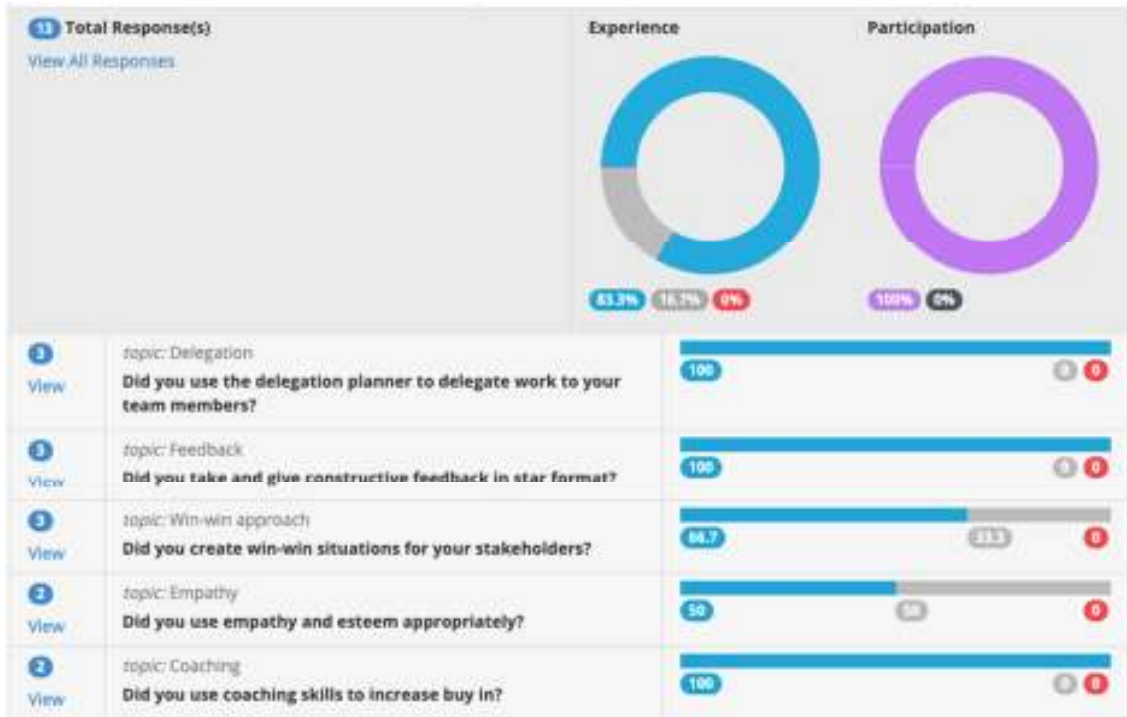 13 Total Response(s)
View All Responses
Experience
Participation
83.3% 16.7% 0%
100% 0%
3
View
topic: Delegation
Did you use the delegation planner to delegate work to your
team members?
100 0 0
3
View
topic: Feedback
Did you take and give constructive feedback in star format?
100 0 0
3
View
topic: Win-win approach
Did you create win-win situations for your stakeholders?
66.7 33.3 0
2
View
topic: Empathy
Did you use empathy and esteem appropriately?
50 50 0
2
View
topic: Coaching
Did you use coaching skills to increase buy in?
100 0 0